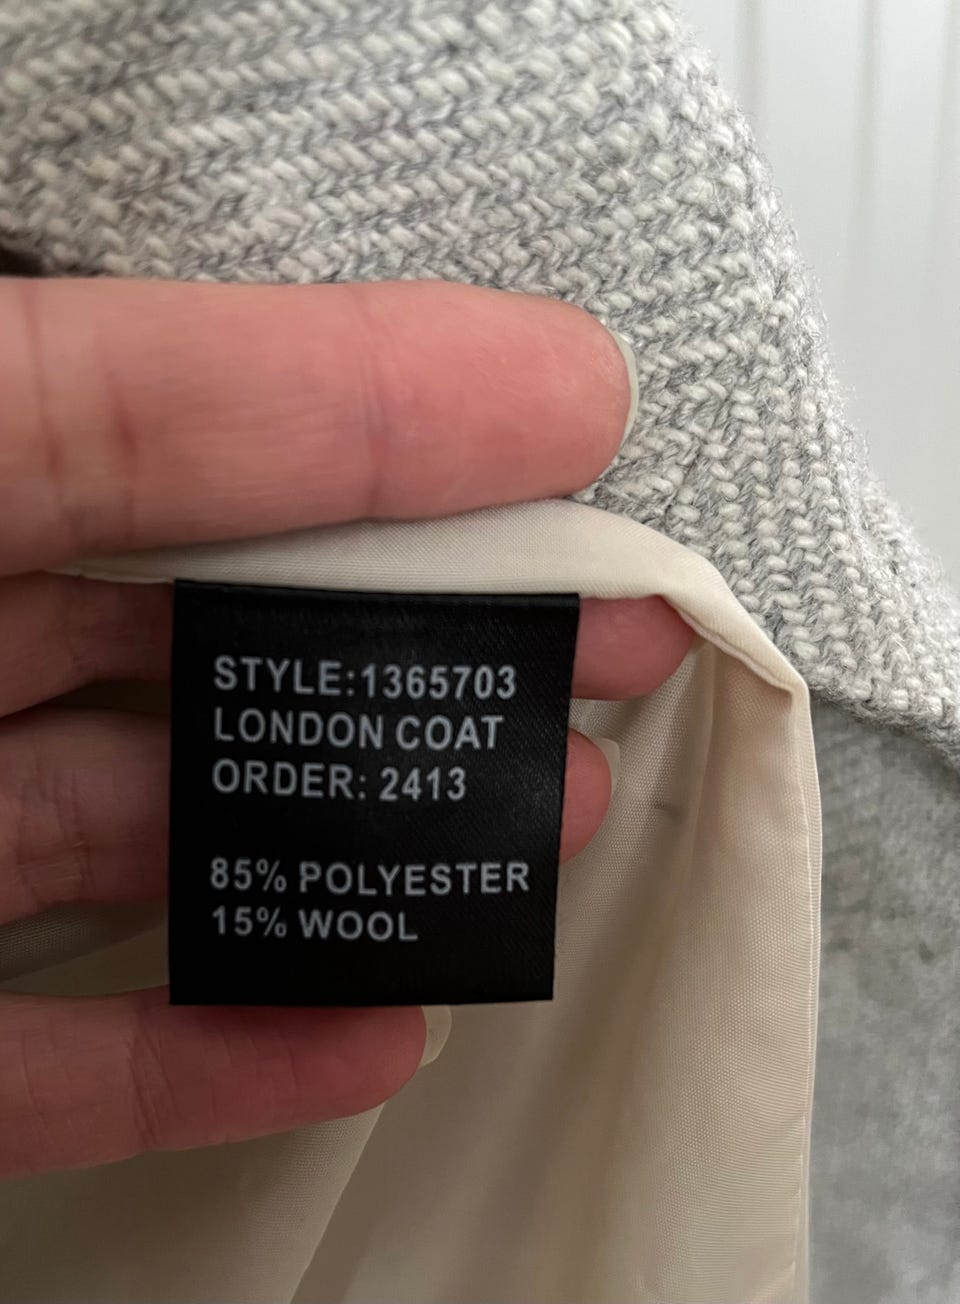 STYLE:1365703
LONDON COAT
ORDER: 2413
85% POLYESTER
15% WOOL